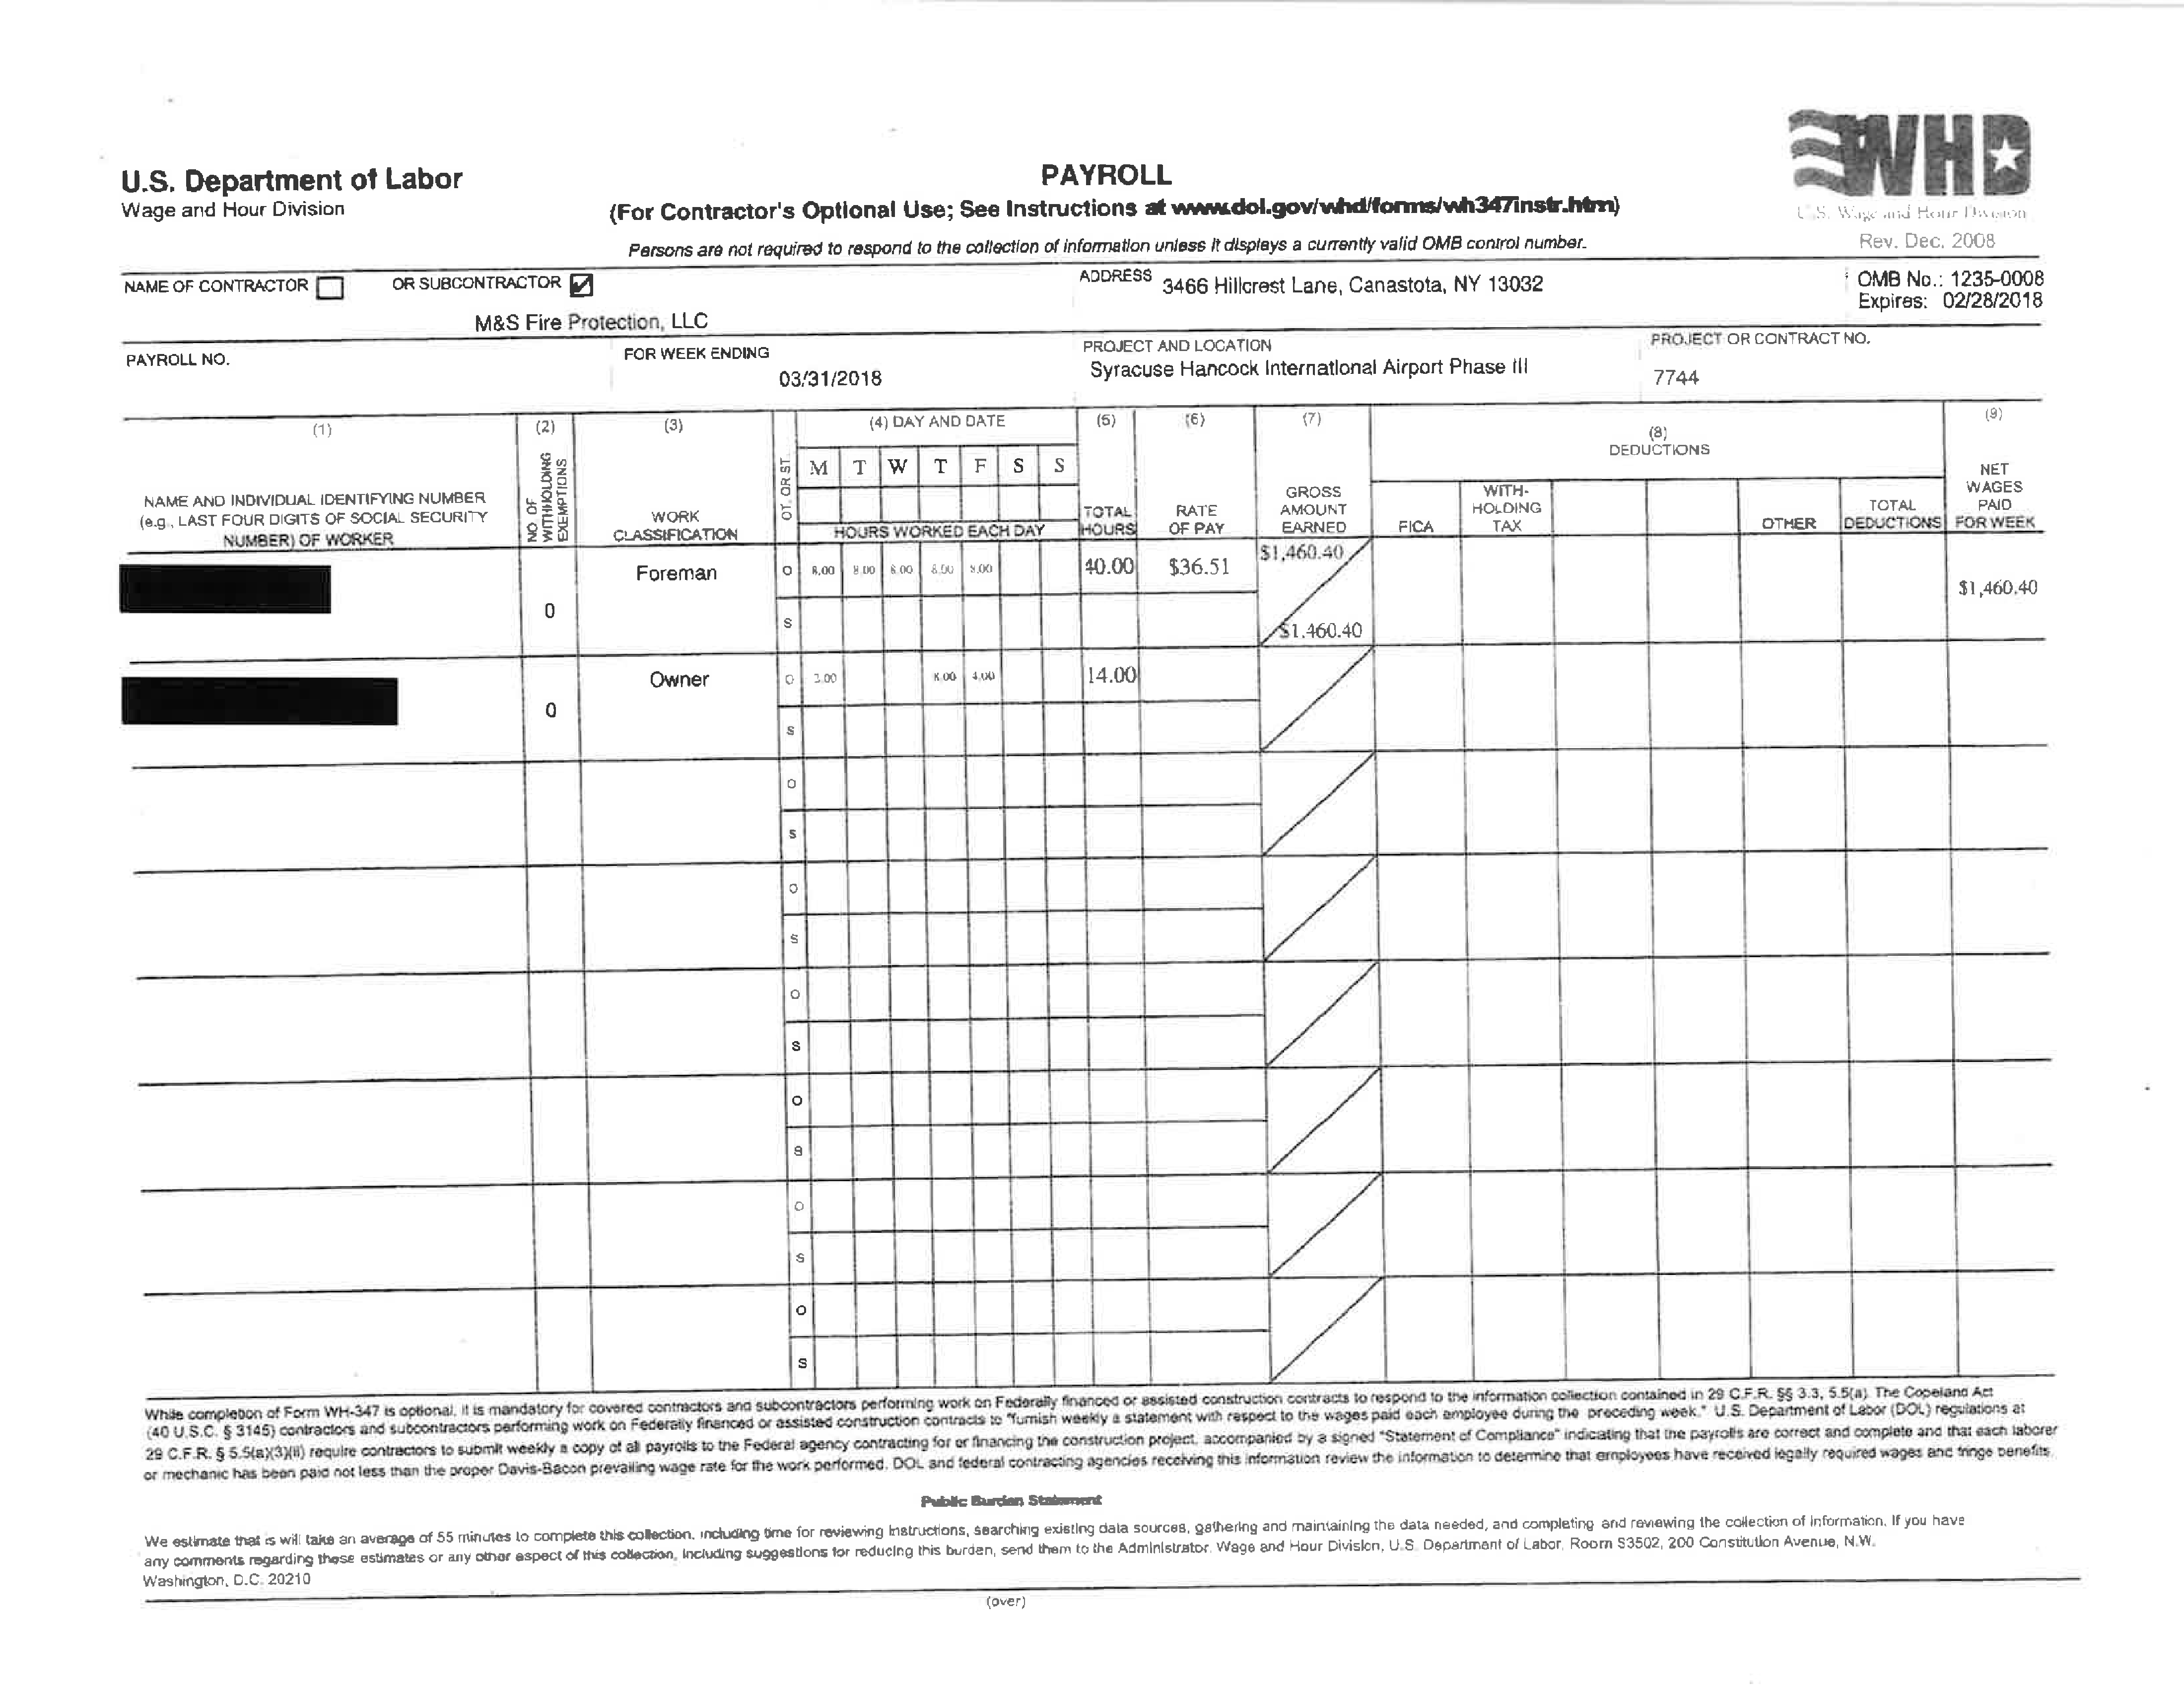 WHD
U.S. Wage and Hour Division
Rev. Dec. 2008
U.S. Department of Labor
Wage and Hour Division
PAYROLL
(For Contractor's Optional Use; See Instructions at www.dol.gov/whd/forms/wh347instr.htm)
Persons are not required to respond to the collection of information unless it displays a currently valid OMB control number.
NAME OF CONTRACTOR OR SUBCONTRACTOR
M&S Fire Protection, LLC
ADDRESS 3466 Hillcrest Lane, Canastota, NY 13032
OMB No.: 1235-0008
Expires: 02/28/2018
PAYROLL NO.
FOR WEEK ENDING
03/31/2018
PROJECT AND LOCATION
Syracuse Hancock International Airport Phase III
PROJECT OR CONTRACT NO.
7744
(1)
NAME AND INDIVIDUAL IDENTIFYING NUMBER
(e.g., LAST FOUR DIGITS OF SOCIAL SECURITY
NUMBER) OF WORKER
(2)
NO. OF
WITHHOLDING
EXEMPTIONS
(3)
WORK
CLASSIFICATION
OT. OR ST.
(4) DAY AND DATE
M T W T F S S
HOURS WORKED EACH DAY
(5)
TOTAL
HOURS
(6)
RATE
OF PAY
(7)
GROSS
AMOUNT
EARNED
(8)
DEDUCTIONS
FICA
WITH-
HOLDING
TAX
OTHER
TOTAL
DEDUCTIONS
(9)
NET
WAGES
PAID
FOR WEEK
0 Foreman O 8.00 8.00 8.00 8.00 8.00 40.00 $36.51 $1,460.40 $1,460.40
S $1,460.40
0 Owner O 8.00 4.00 14.00
S
O
S
O
S
O
S
O
S
O
S
O
S
While completion of Form WH-347 is optional, it is mandatory for covered contractors and subcontractors performing work on Federally financed or assisted construction contracts to respond to the information collection contained in 29 C.F.R. §§ 3.3, 5.5(a). The Copeland Act
(40 U.S.C. § 3145) contractors and subcontractors performing work on Federally financed or assisted construction contracts to "furnish weekly a statement with respect to the wages paid each employee during the preceding week." U.S. Department of Labor (DOL) regulations at
29 C.F.R. § 5.5(a)(3)(ii) require contractors to submit weekly a copy of all payrolls to the Federal agency contracting for or financing the construction project, accompanied by a signed "Statement of Compliance" indicating that the payrolls are correct and complete and that each laborer
or mechanic has been paid not less than the proper Davis-Bacon prevailing wage rate for the work performed. DOL and federal contracting agencies receiving this information review the information to determine that employees have received legally required wages and fringe benefits.
Public Burden Statement
We estimate that is will take an average of 55 minutes to complete this collection, including time for reviewing instructions, searching existing data sources, gathering and maintaining the data needed, and completing and reviewing the collection of information. If you have
any comments regarding these estimates or any other aspect of this collection, including suggestions for reducing this burden, send them to the Administrator, Wage and Hour Division, U.S. Department of Labor, Room S3502, 200 Constitution Avenue, N.W.
Washington, D.C. 20210
(over)